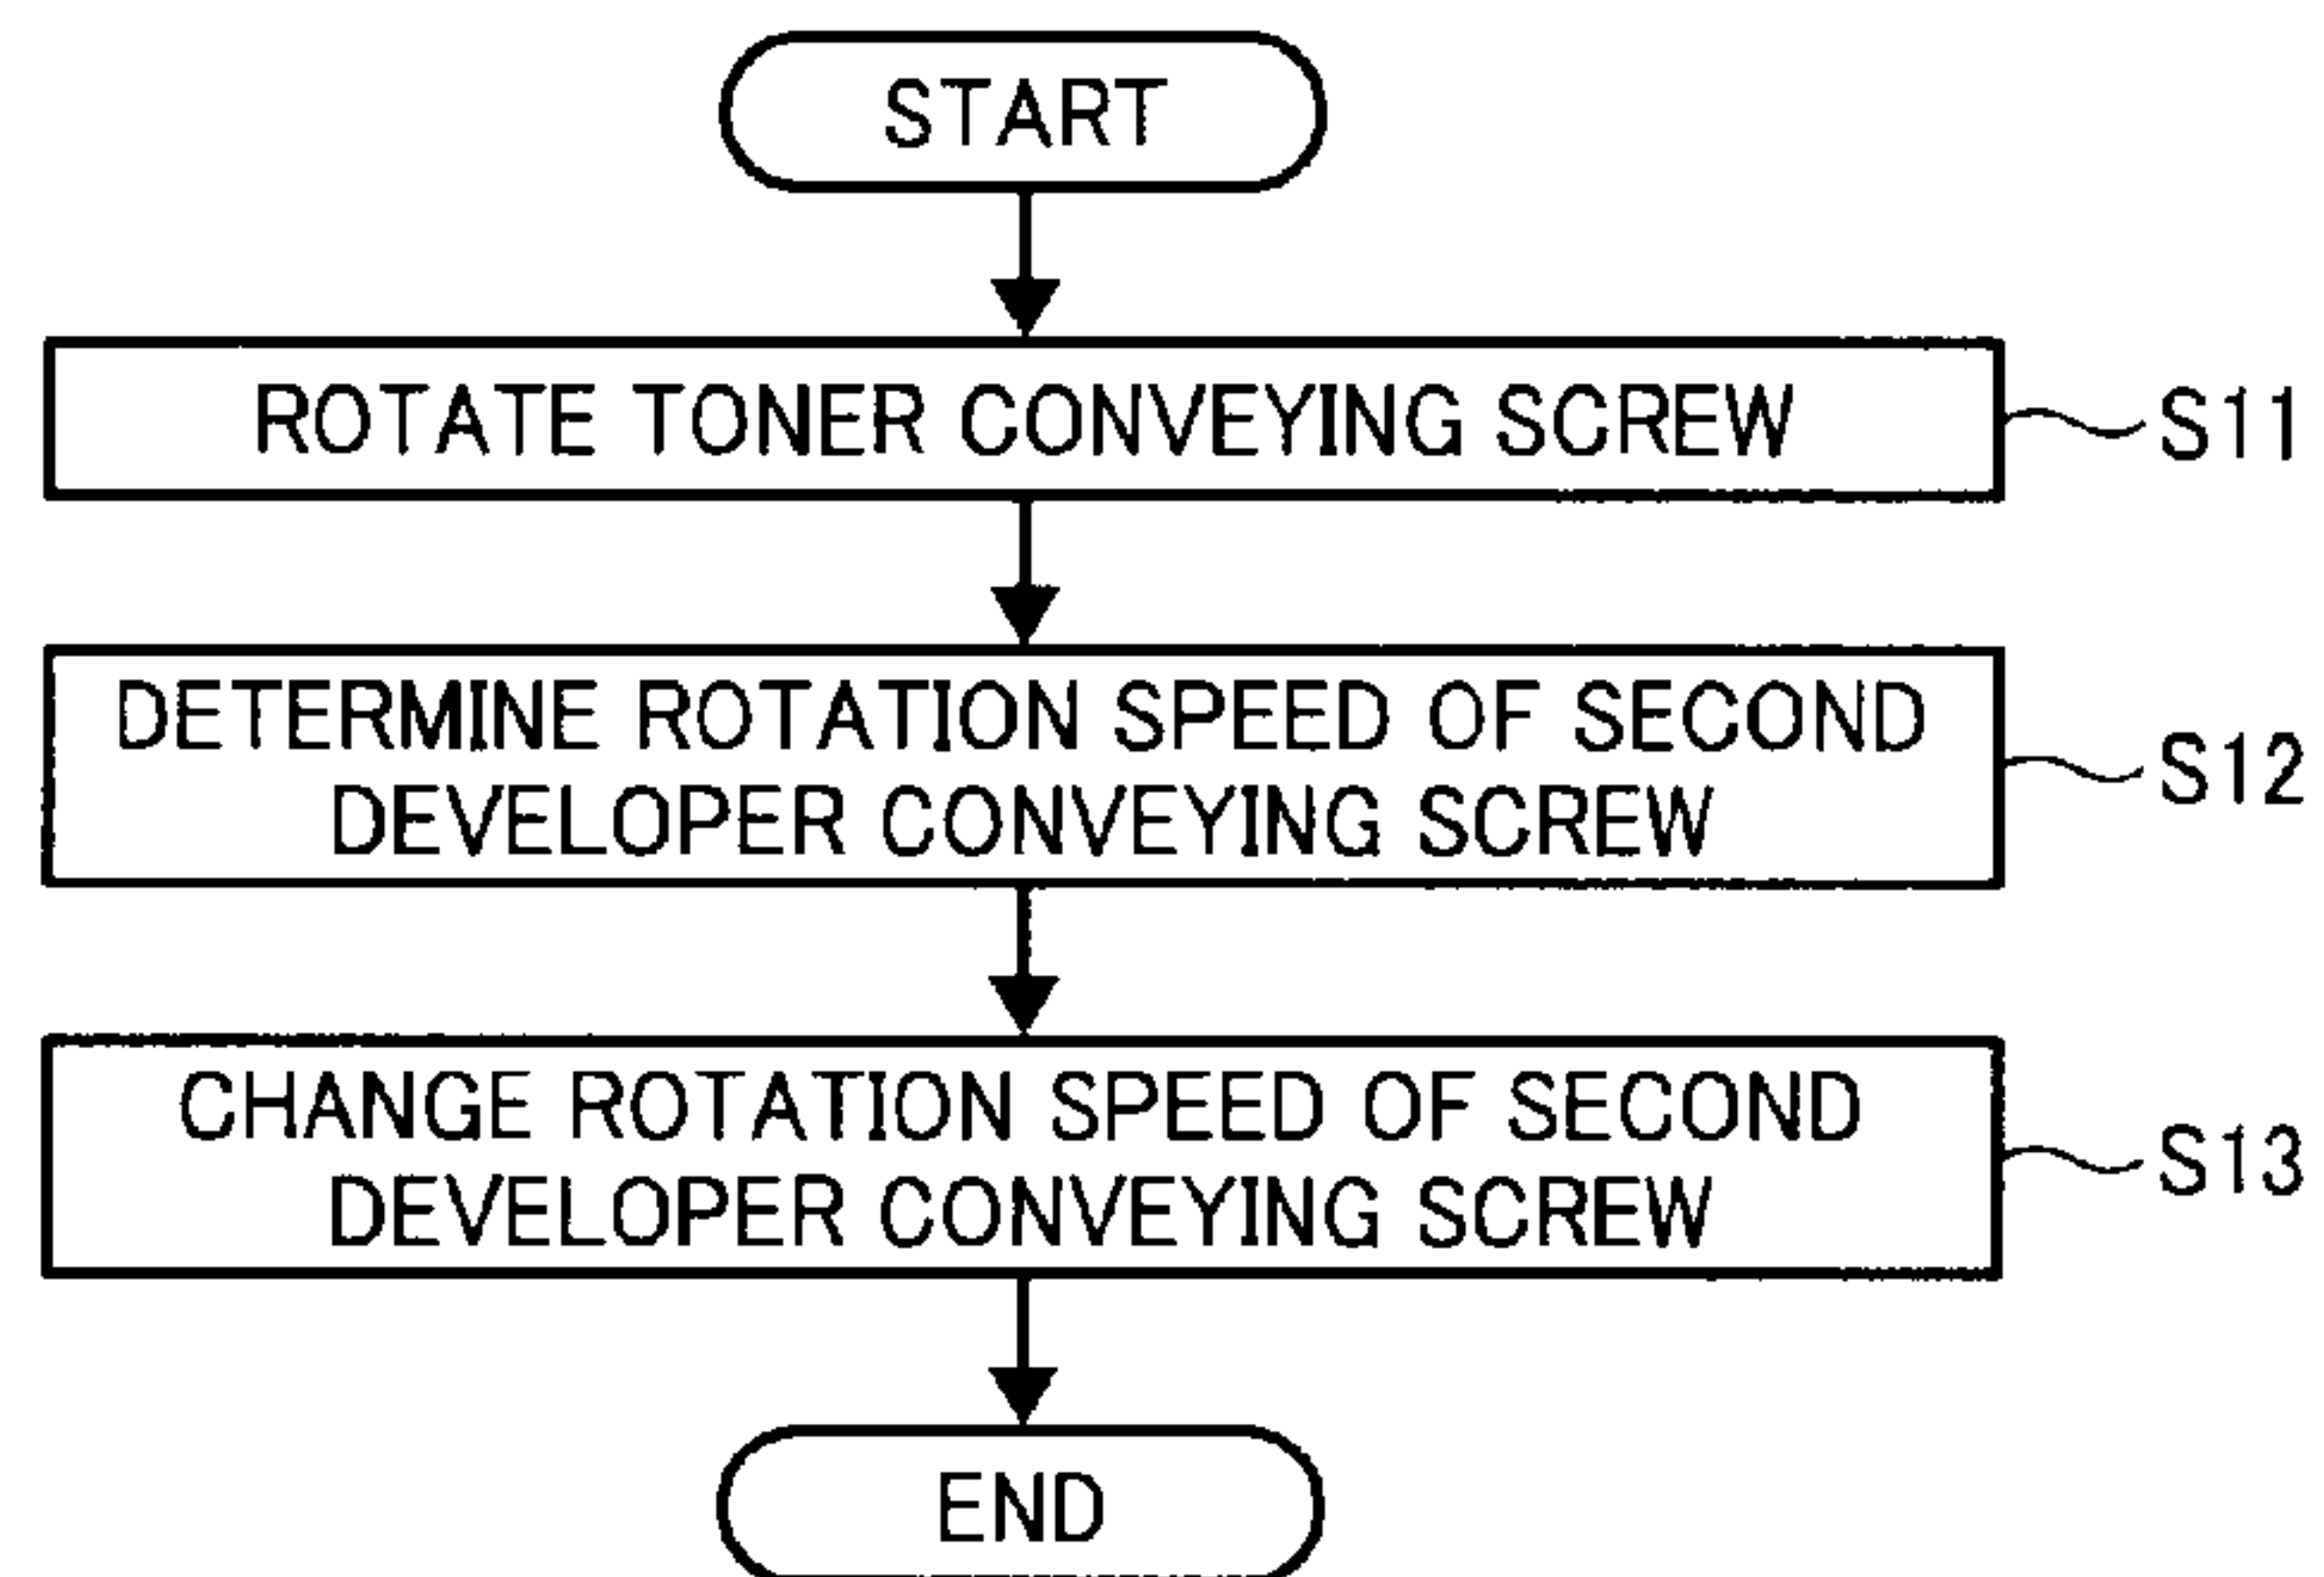 START
ROTATE TONER CONVEYING SCREW
S11
DETERMINE ROTATION SPEED OF SECOND
DEVELOPER CONVEYING SCREW
S12
CHANGE ROTATION SPEED OF SECOND
DEVELOPER CONVEYING SCREW
S13
END